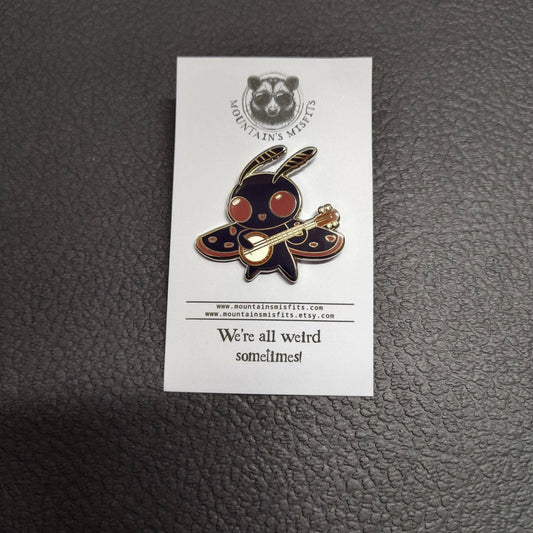 MOUNTAIN'S MISFITS
www.mountainsmisfits.com
www.mountainsmisfits.etsy.com
We're all weird
sometimes!